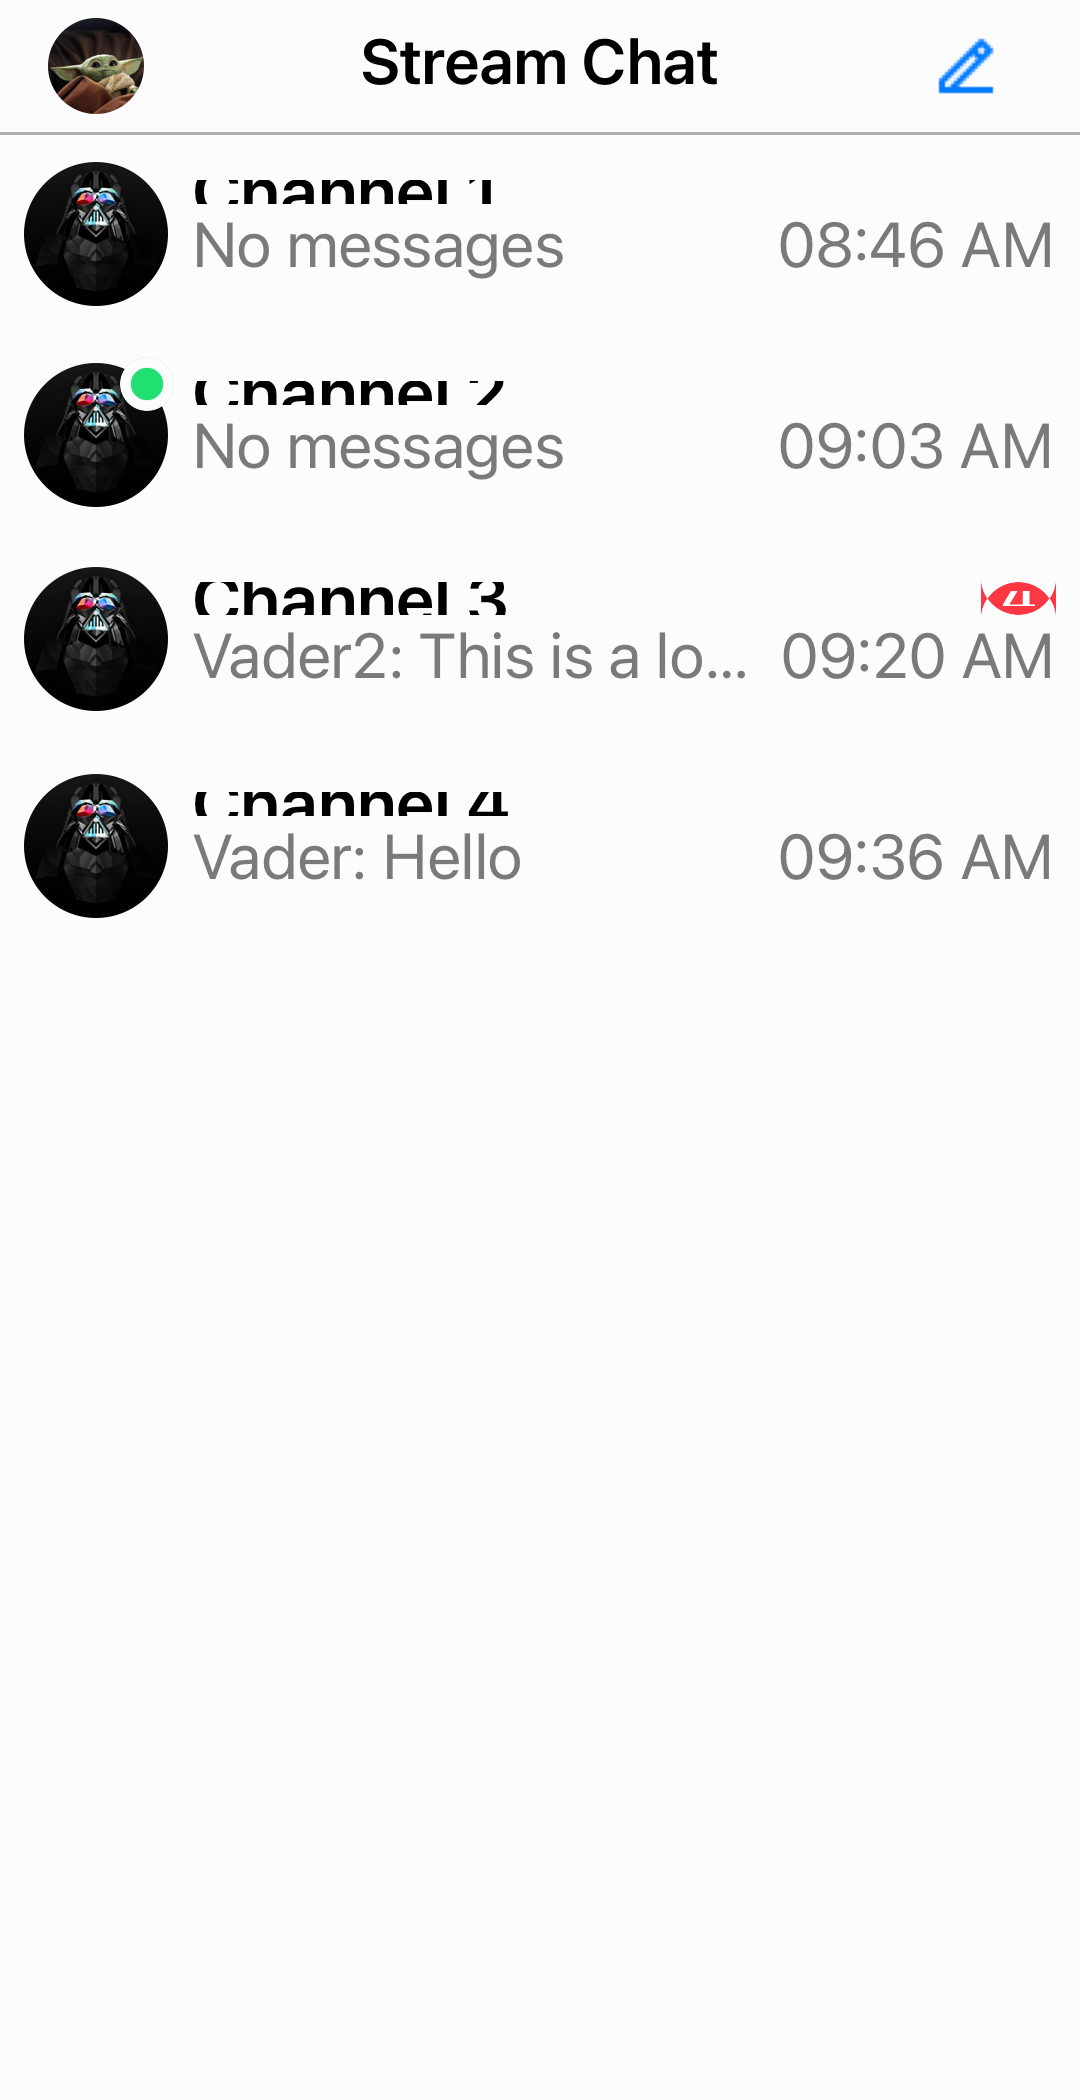 Stream Chat
Channel 1
No messages 08:46 AM
Channel 2
No messages 09:03 AM
Channel 3
Vader2: This is a lo... 09:20 AM
Channel 4
Vader: Hello 09:36 AM